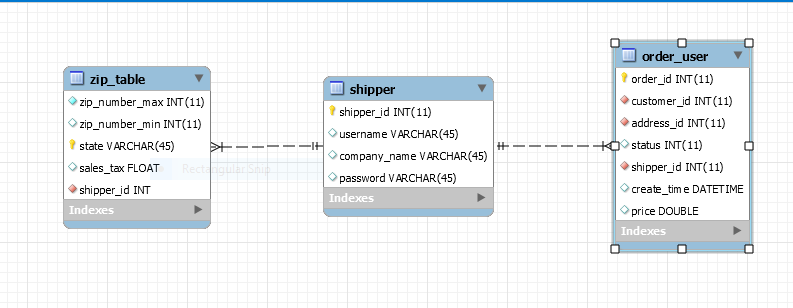 zip_table
zip_number_max INT(11)
zip_number_min INT(11)
state VARCHAR(45)
sales_tax FLOAT
shipper_id INT
Indexes
Rectangular Snip
shipper
shipper_id INT(11)
username VARCHAR(45)
company_name VARCHAR(45)
password VARCHAR(45)
Indexes
order_user
order_id INT(11)
customer_id INT(11)
address_id INT(11)
status INT(11)
shipper_id INT(11)
create_time DATETIME
price DOUBLE
Indexes